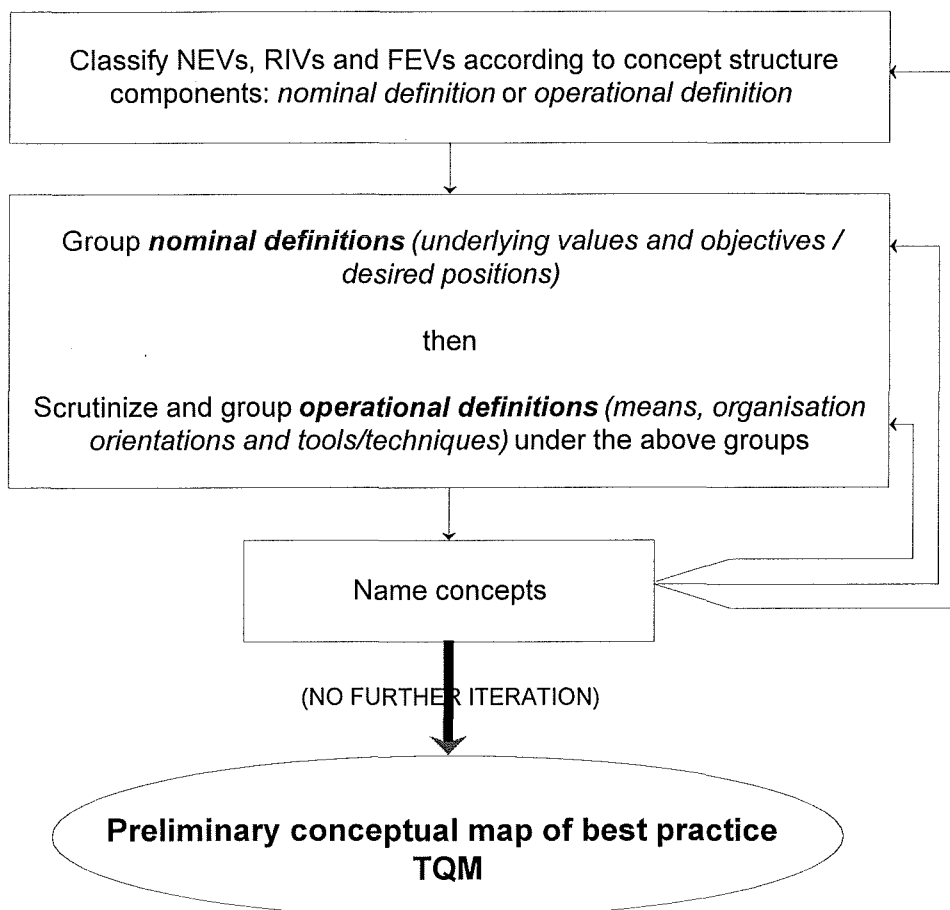 Classify NEVs, RIVs and FEVs according to concept structure
components: nominal definition or operational definition
Group nominal definitions (underlying values and objectives /
desired positions)
then
Scrutinize and group operational definitions (means, organisation
orientations and tools/techniques) under the above groups
Name concepts
(NO FURTHER ITERATION)
Preliminary conceptual map of best practice
TQM